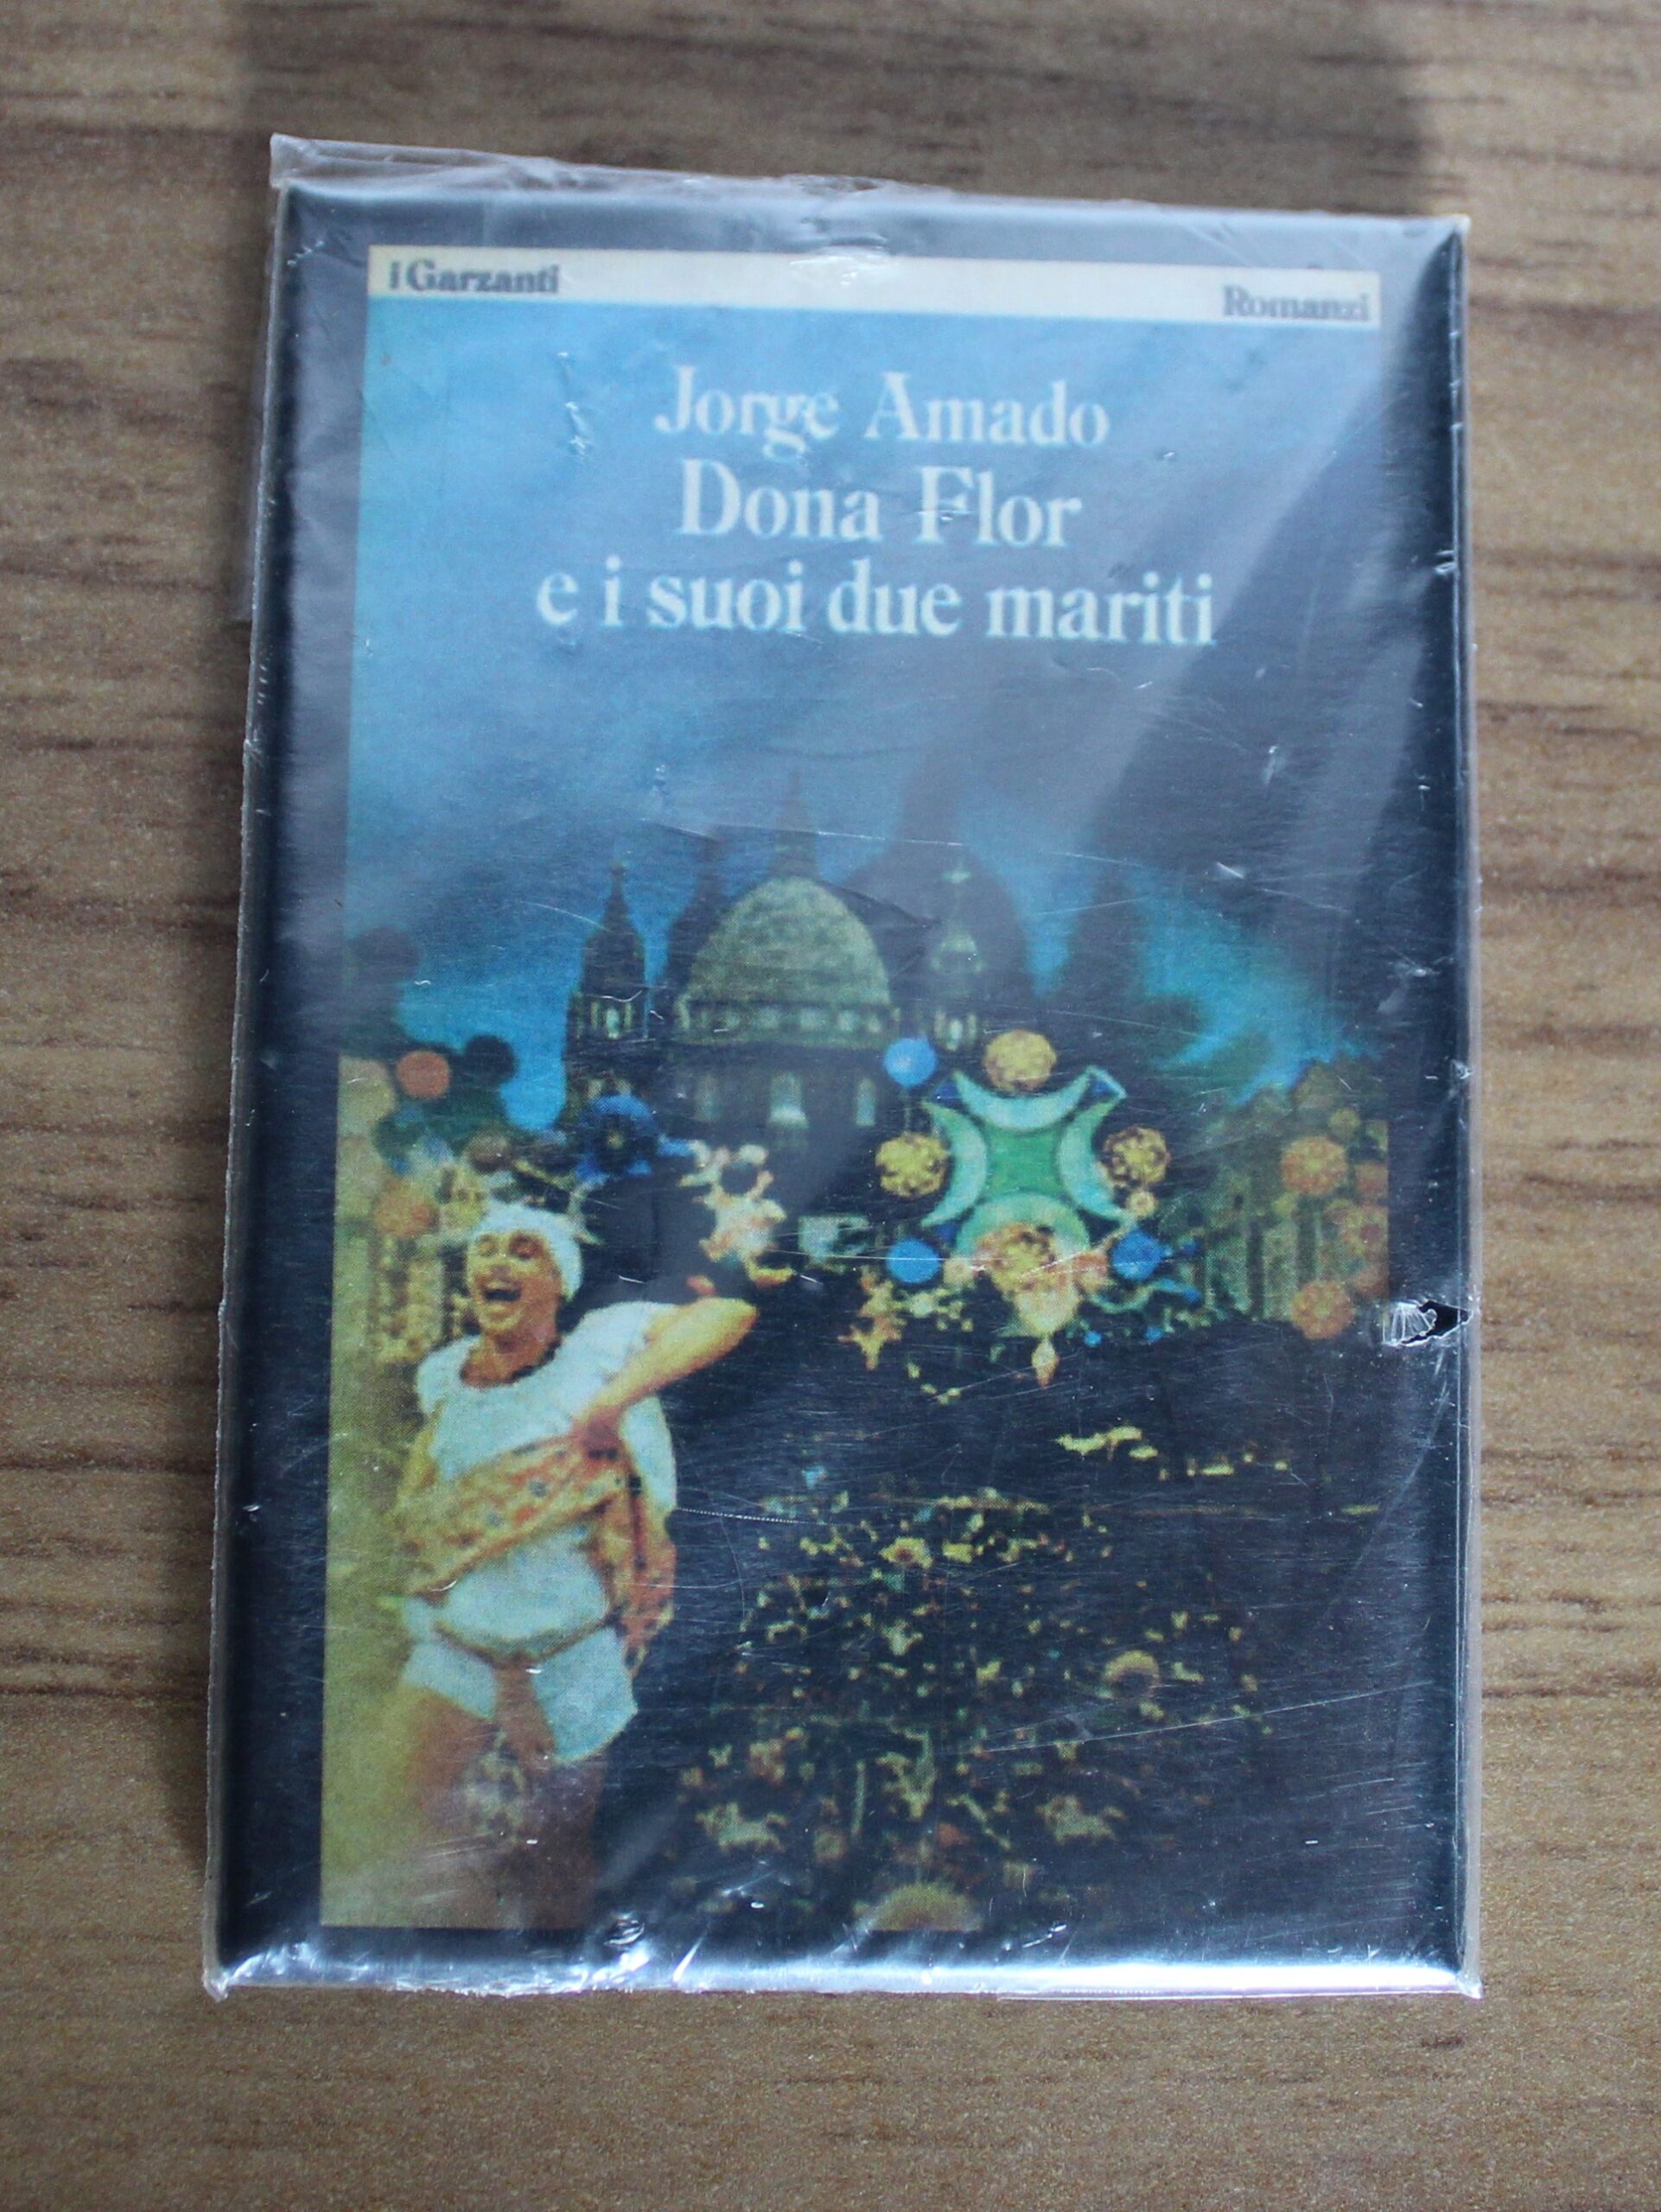 i Garzanti
Romanzi
Jorge Amado
Dona Flor
e i suoi due mariti